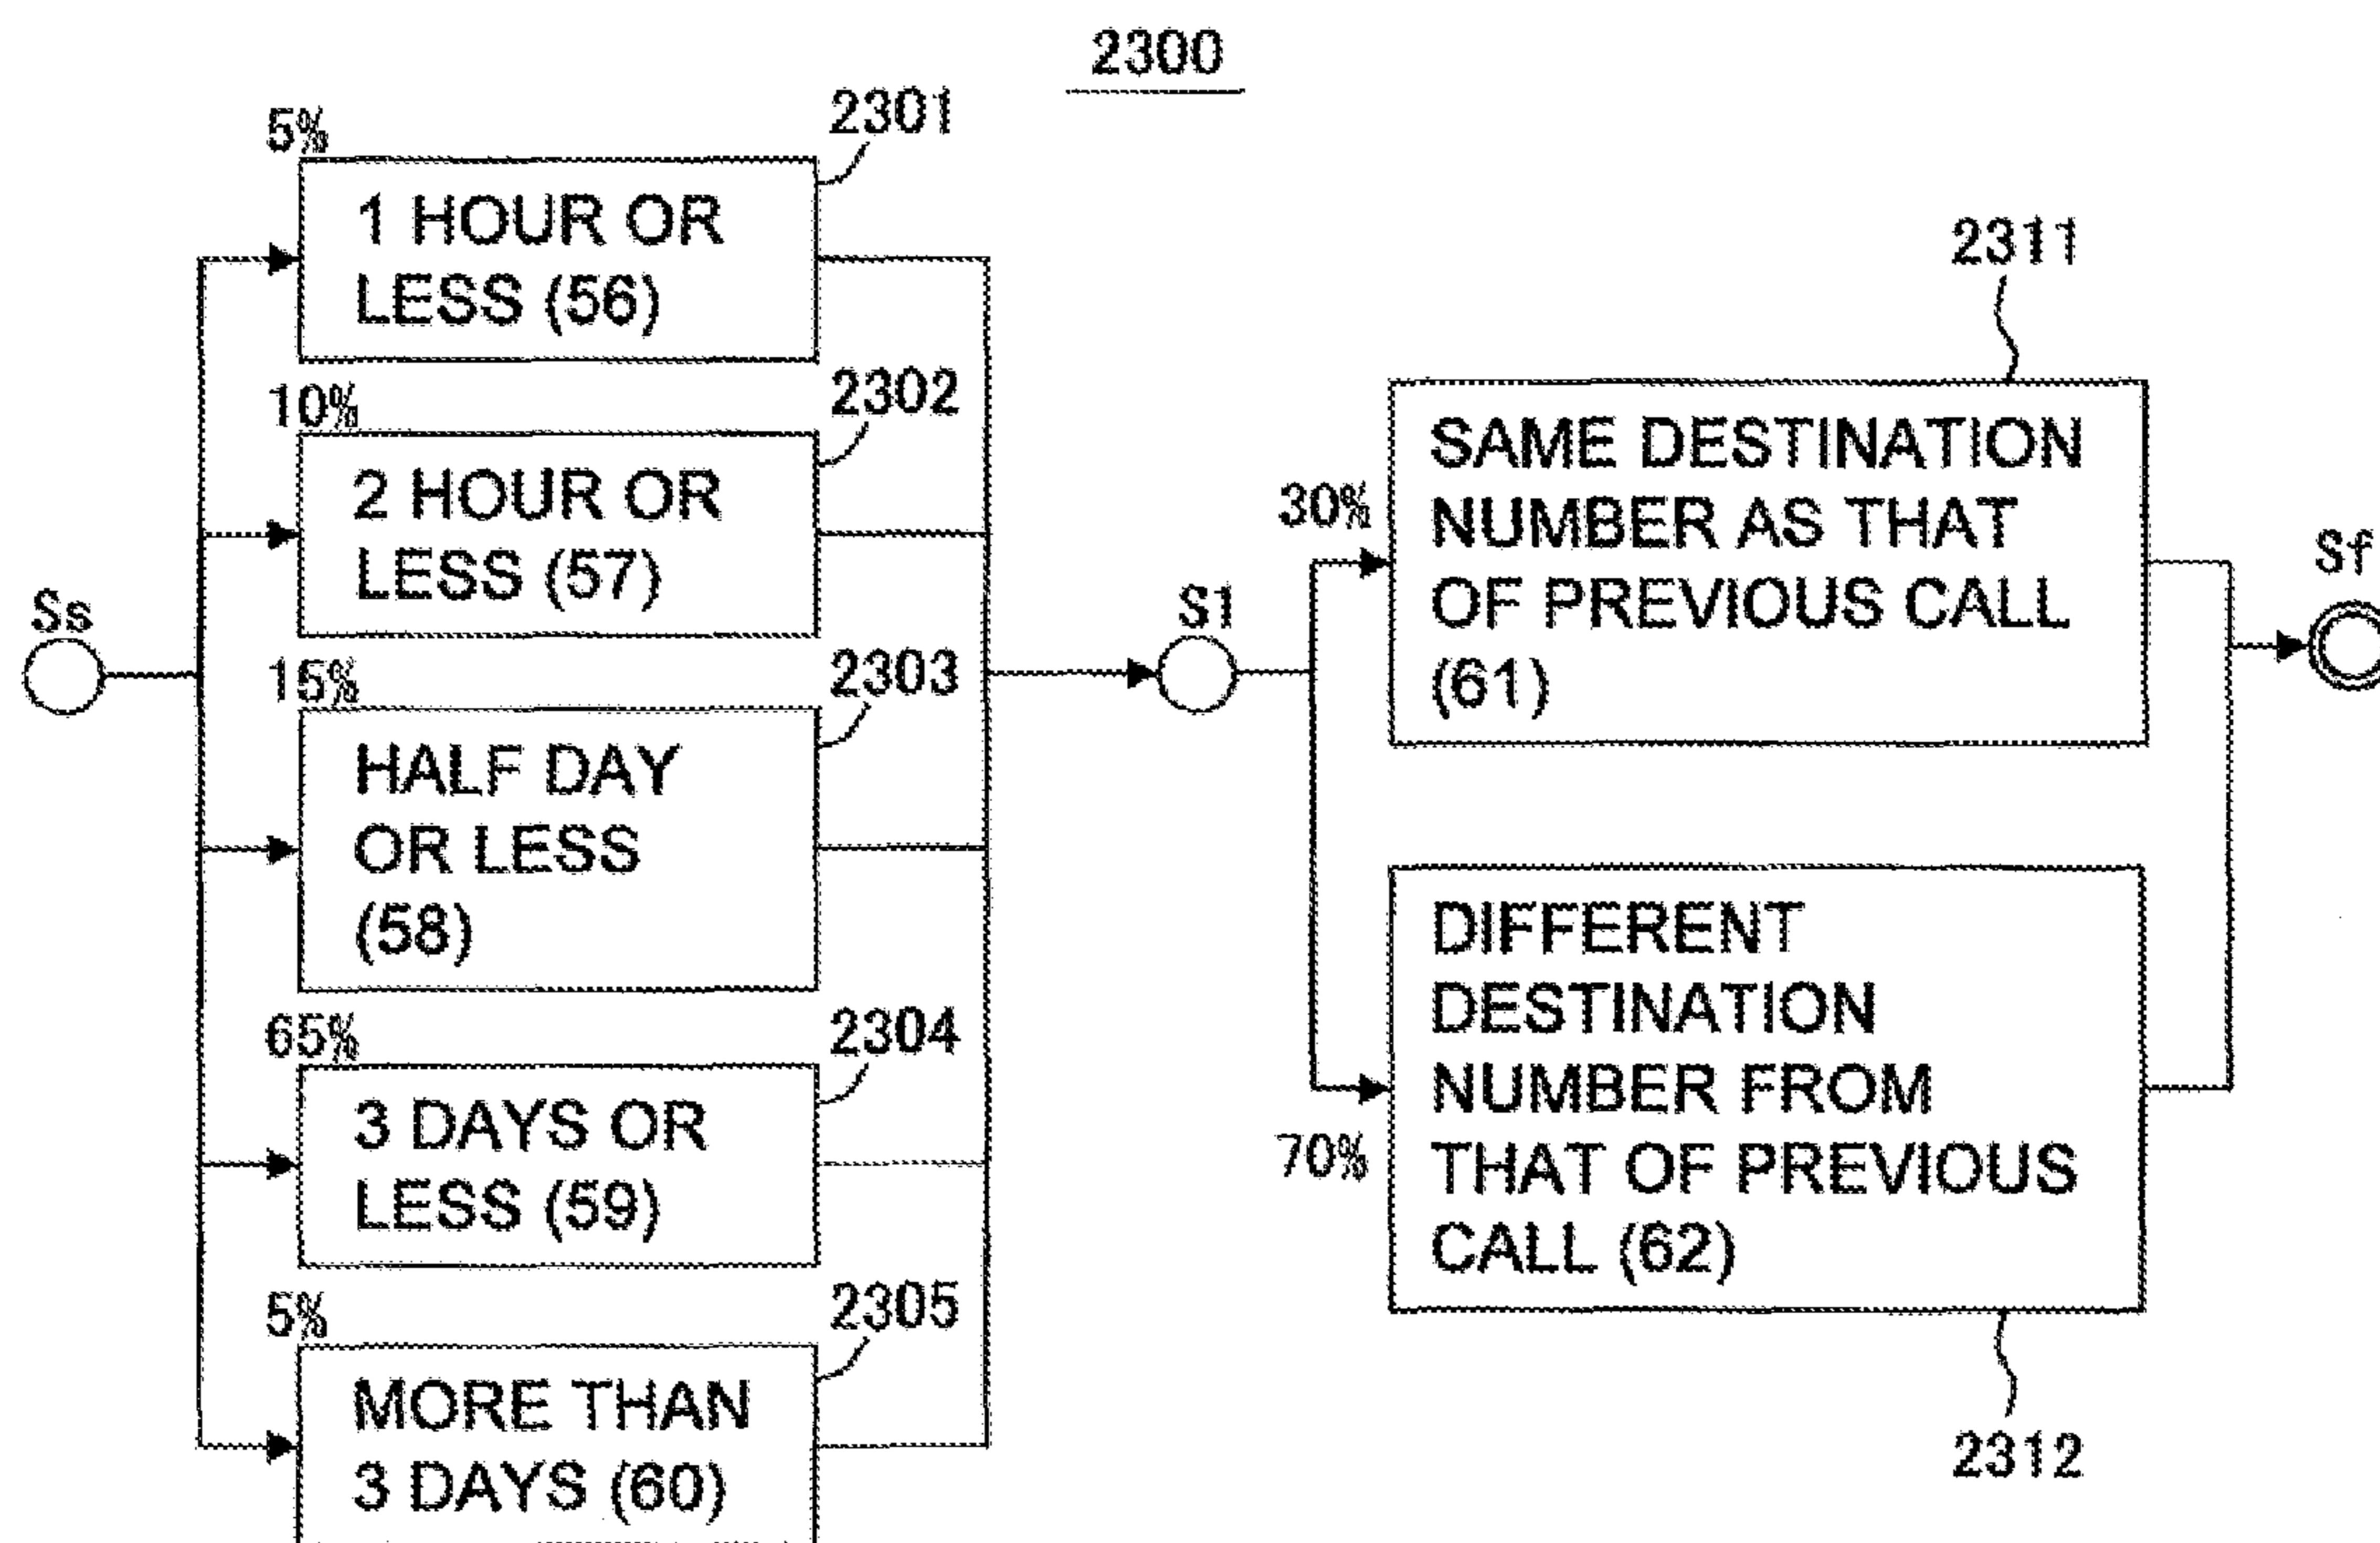 2300
5%
2301
1 HOUR OR
LESS (56)
10%
2302
2 HOUR OR
LESS (57)
Ss
15%
2303
HALF DAY
OR LESS
(58)
65%
2304
3 DAYS OR
LESS (59)
5%
2305
MORE THAN
3 DAYS (60)
S1
2311
30%
SAME DESTINATION
NUMBER AS THAT
OF PREVIOUS CALL
(61)
70%
DIFFERENT
DESTINATION
NUMBER FROM
THAT OF PREVIOUS
CALL (62)
2312
Sf